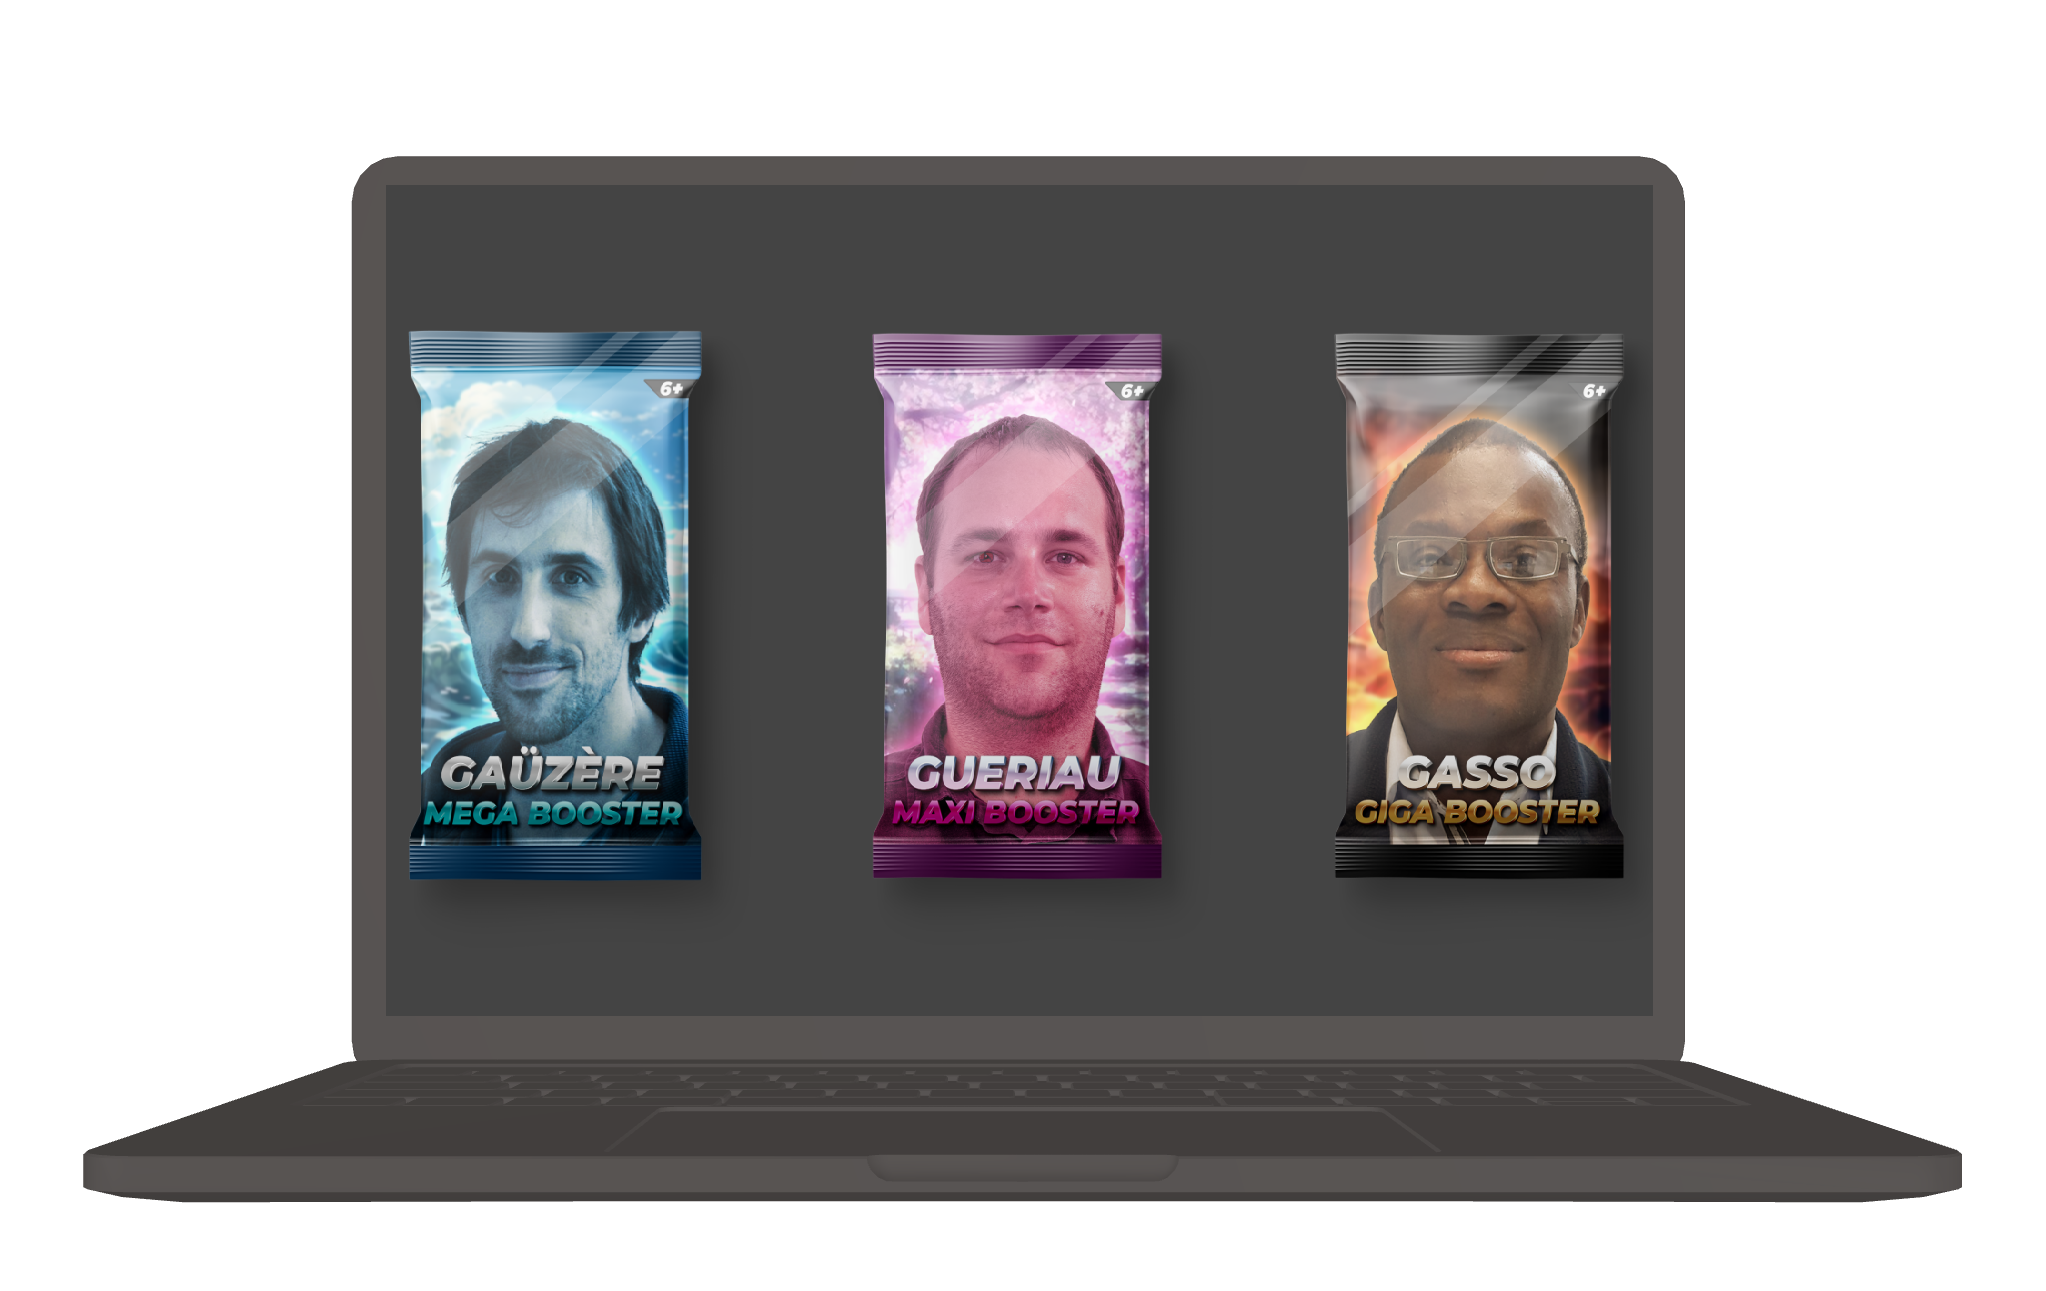 6+
GAÜZÈRE
MEGA BOOSTER
6+
GUERIAU
MAXI BOOSTER
6+
GASSO
GIGA BOOSTER